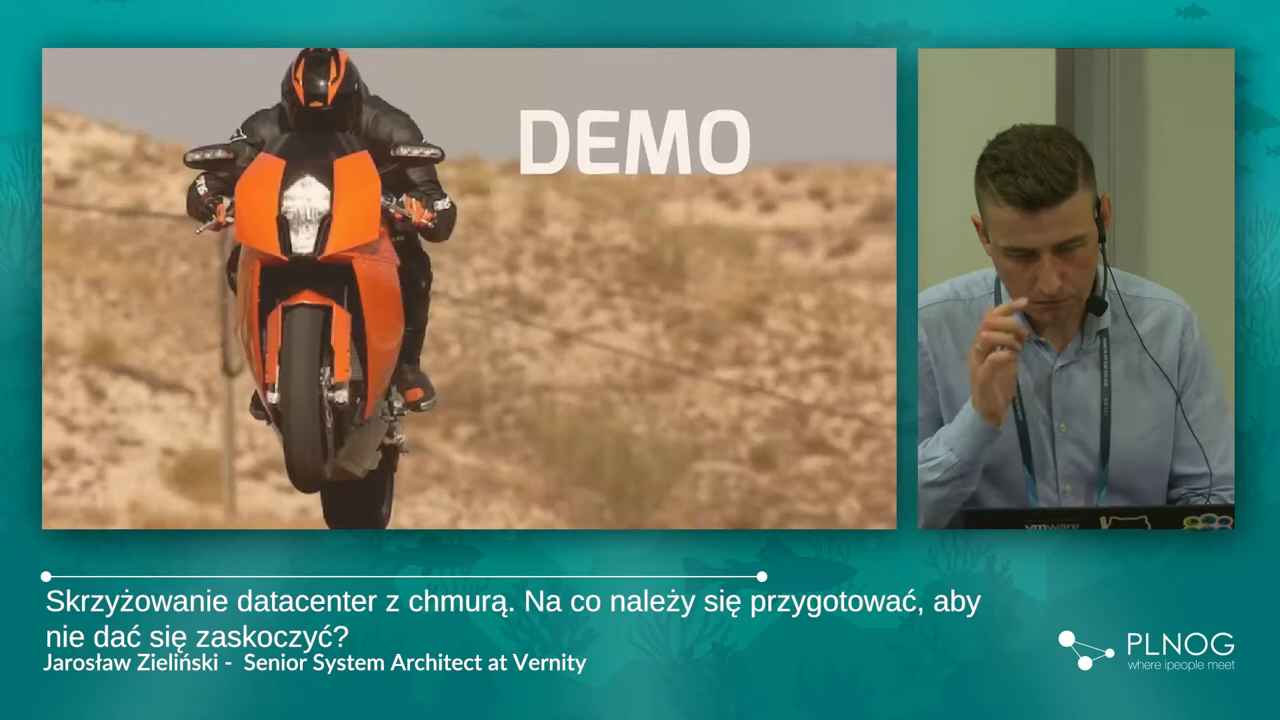 DEMO
vmware
Skrzyżowanie datacenter z chmurą. Na co należy się przygotować, aby
nie dać się zaskoczyć?
Jarosław Zieliński - Senior System Architect at Vernity
PLNOG
where ipeople meet